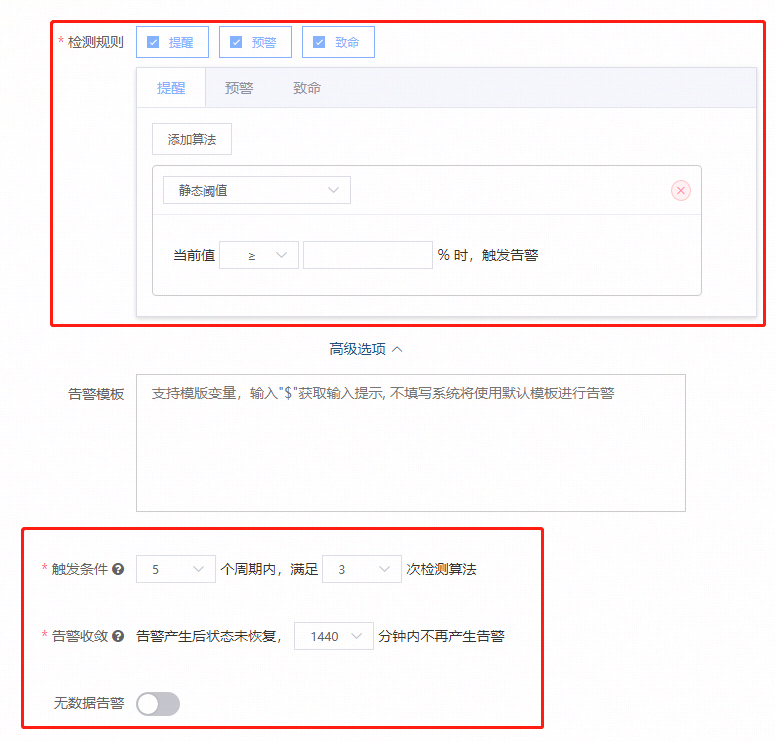 * 检测规则 提醒 预警 致命
提醒 预警 致命
添加算法
静态阈值
当前值 ≥ % 时，触发告警
高级选项
告警模板 支持模版变量，输入"$"获取输入提示, 不填写系统将使用默认模板进行告警
* 触发条件 ? 5 个周期内，满足 3 次检测算法
* 告警收敛 ? 告警产生后状态未恢复， 1440 分钟内不再产生告警
无数据告警